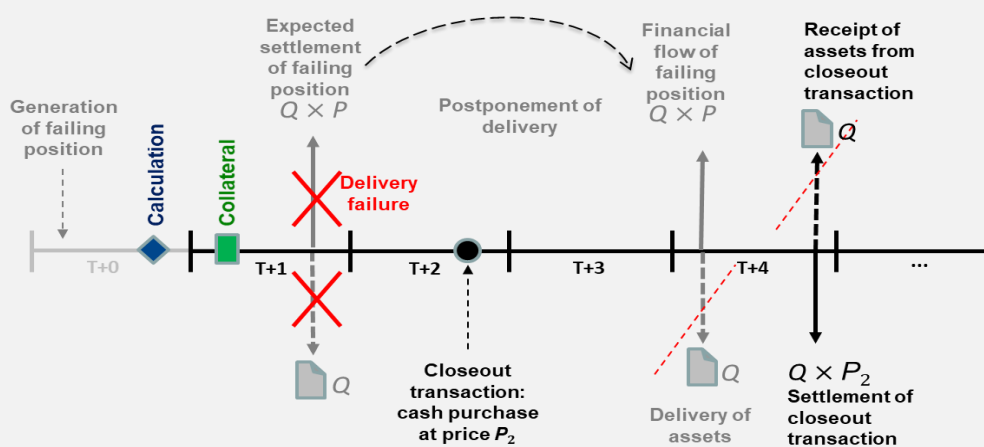 Generation
of failing
position
Calculation
Collateral
Expected
settlement
of failing
position
Q × P
Delivery
failure
Postponement of
delivery
Financial
flow of
failing
position
Q × P
Receipt of
assets from
closeout
transaction
Q
T+0
T+1
T+2
T+3
T+4
...
Q
Closeout
transaction:
cash purchase
at price P₂
Q
Delivery of
assets
Q × P₂
Settlement of
closeout
transaction